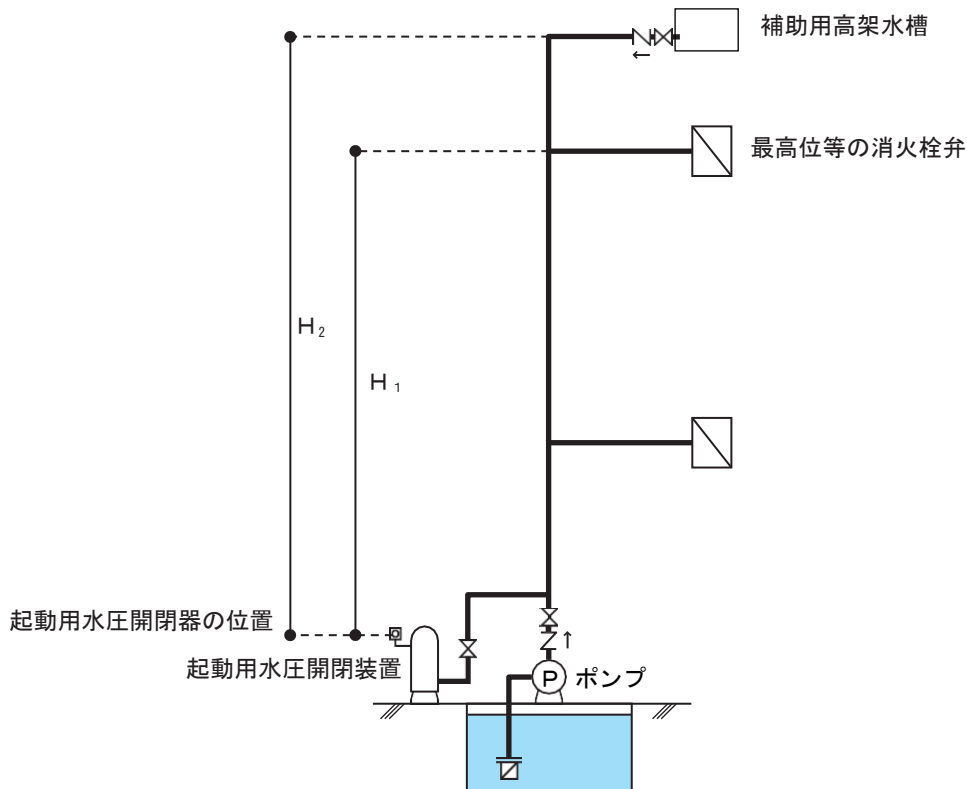 補助用高架水槽
最高位等の消火栓弁
H₂
H₁
起動用水圧開閉器の位置
起動用水圧開閉装置
P
ポンプ